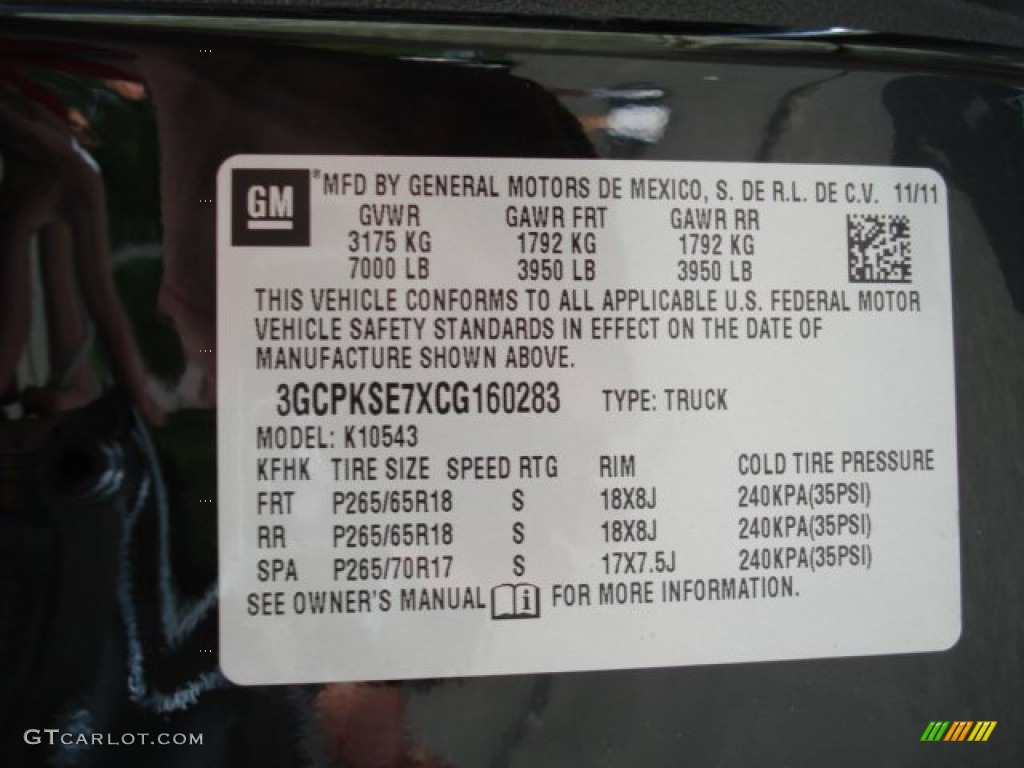 GM
*MFD BY GENERAL MOTORS DE MEXICO, S. DE R.L. DE C.V. 11/11
GVWR GAWR FRT GAWR RR
3175 KG 1792 KG 1792 KG
7000 LB 3950 LB 3950 LB
THIS VEHICLE CONFORMS TO ALL APPLICABLE U.S. FEDERAL MOTOR
VEHICLE SAFETY STANDARDS IN EFFECT ON THE DATE OF
MANUFACTURE SHOWN ABOVE.
3GCPKSE7XCG160283 TYPE: TRUCK
MODEL: K10543
KFHK TIRE SIZE SPEED RTG RIM COLD TIRE PRESSURE
FRT P265/65R18 S 18X8J 240KPA(35PSI)
RR P265/65R18 S 18X8J 240KPA(35PSI)
SPA P265/70R17 S 17X7.5J 240KPA(35PSI)
SEE OWNER'S MANUAL i FOR MORE INFORMATION.
GTcarlot.com